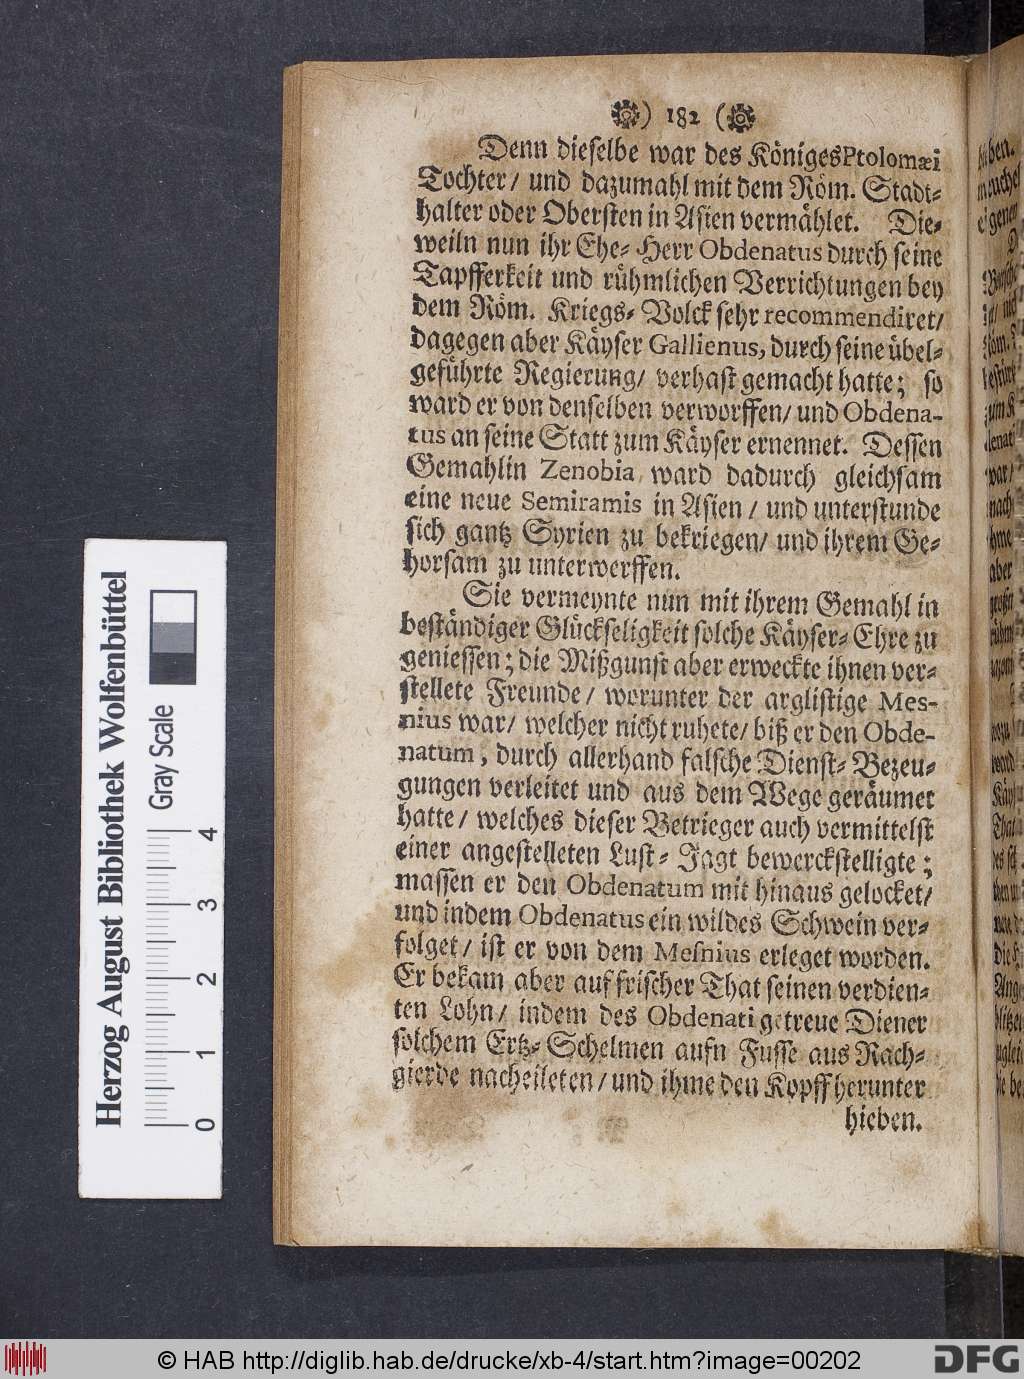 ) 182 (
Denn dieselbe war des Königes Ptolomæi
Tochter/ und dazumahl mit dem Röm. Stadt-
halter oder Obersten in Asien vermählet. Die-
weiln nun ihr Ehe-Herr Obdenatus durch seine
Tapfferkeit und rühmlichen Verrichtungen bey
dem Röm. Kriegs-Volck sehr recommendiret/
dagegen aber Käyser Gallienus, durch seine übel-
geführte Regierung/ verhast gemacht hatte; so
ward er von denselben verworffen/ und Obdena-
tus an seine Statt zum Käyser ernennet. Dessen
Gemahlin Zenobia, ward dadurch gleichsam
eine neue Semiramis in Asien/ und unterstunde
sich gantz Syrien zu bekriegen/ und ihrem Ge-
horsam zu unterwerffen.
Sie vermeynte nun mit ihrem Gemahl in
beständiger Glückseligkeit solche Käyser-Ehre zu
geniessen; die Mißgunst aber erweckte ihnen ver-
stellete Freunde/ worunter der arglistige Mes-
nius war/ welcher nicht ruhete/ biß er den Obde-
natum, durch allerhand falsche Dienst-Bezeu-
gungen verleitet und aus dem Wege geräumet
hatte/ welches dieser Betrieger auch vermittelst
einer angestelleten Lust-Jagt bewerckstelligte;
massen er den Obdenatum mit hinaus gelocket/
und indem Obdenatus ein wildes Schwein ver-
folget/ ist er von dem Mesnius erleget worden.
Er bekam aber auf frischer That seinen verdien-
ten Lohn/ indem des Obdenati getreue Diener
solchem Ertz-Schelmen aufn Fusse aus Rach-
gierde nacheileten/ und ihme den Kopff herunter
hieben.
Herzog August Bibliothek Wolfenbüttel
Gray Scale
0 1 2 3 4
© HAB http://diglib.hab.de/drucke/xb-4/start.htm?image=00202
DFG